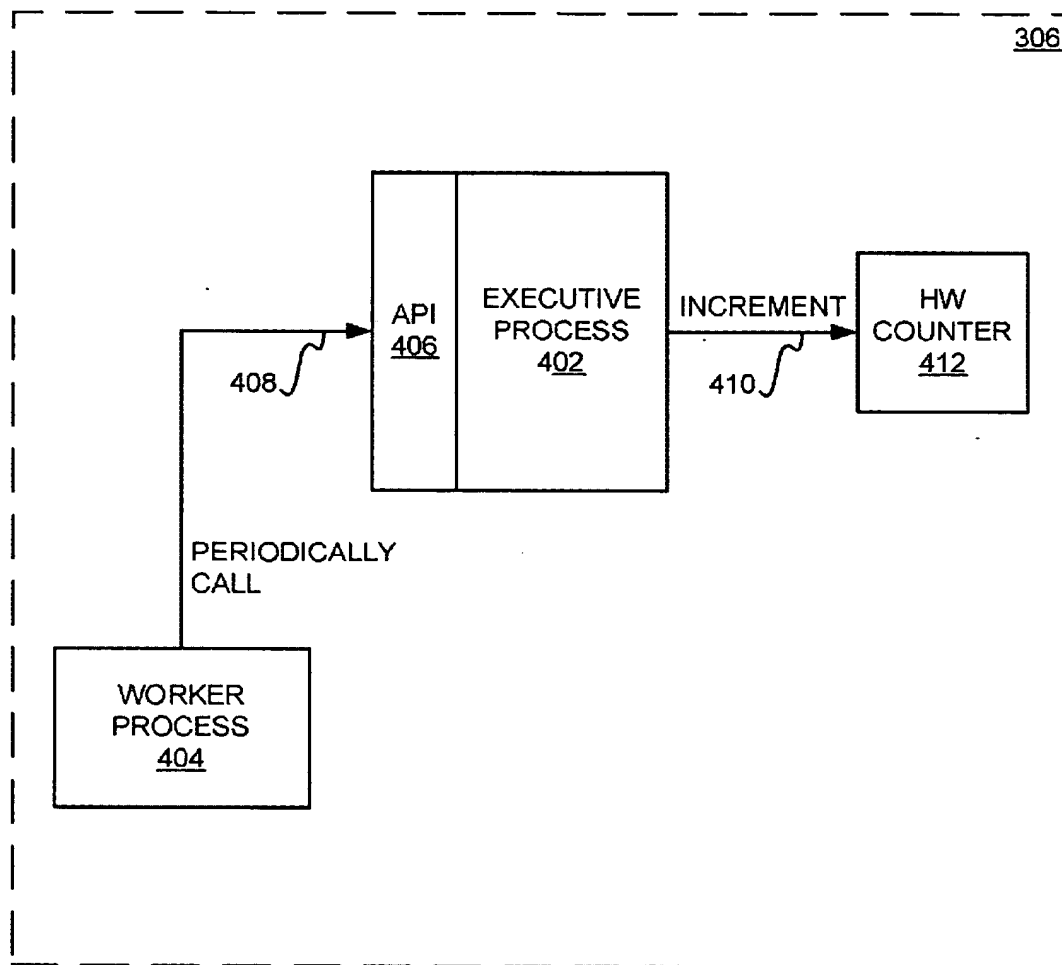 306
API
406
EXECUTIVE
PROCESS
402
INCREMENT
HW
COUNTER
412
408
410
PERIODICALLY
CALL
WORKER
PROCESS
404